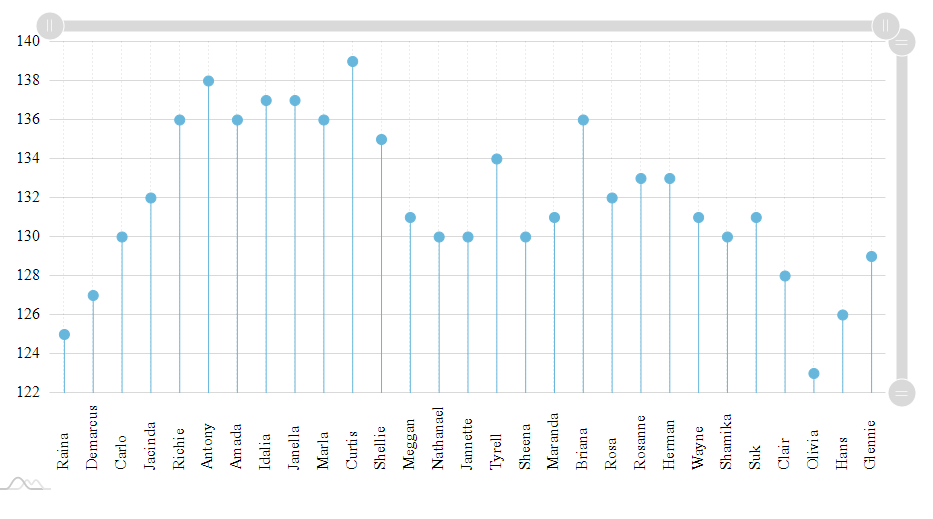 140
138
136
134
132
130
128
126
124
122
Raina
Demarcus
Carlo
Jacinda
Richie
Antony
Amada
Idalia
Janella
Marla
Curtis
Shellie
Meggan
Nathanael
Jannette
Tyrell
Sheena
Maranda
Briana
Rosa
Rosanne
Herman
Wayne
Shamika
Suk
Clair
Olivia
Hans
Glennie